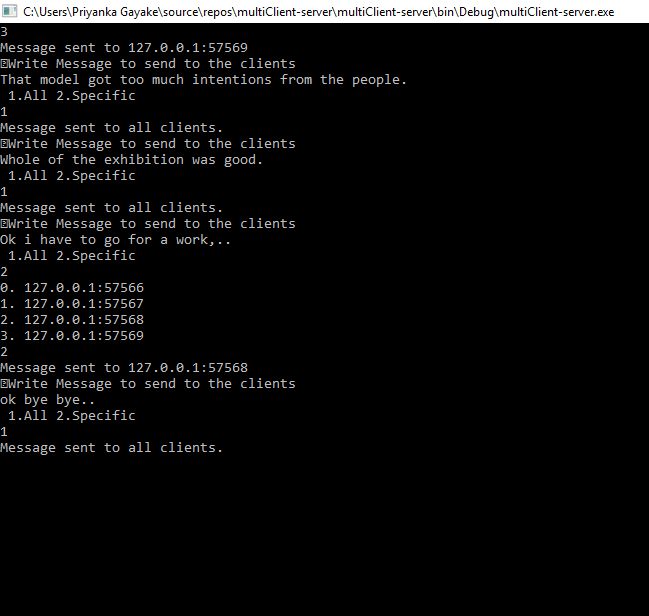 C:\Users\Priyanka Gayake\source\repos\multiClient-server\multiClient-server\bin\Debug\multiClient-server.exe
3
Message sent to 127.0.0.1:57569
Write Message to send to the clients
That model got too much intentions from the people.
1.All 2.Specific
1
Message sent to all clients.
Write Message to send to the clients
Whole of the exhibition was good.
1.All 2.Specific
1
Message sent to all clients.
Write Message to send to the clients
Ok i have to go for a work,..
1.All 2.Specific
2
0. 127.0.0.1:57566
1. 127.0.0.1:57567
2. 127.0.0.1:57568
3. 127.0.0.1:57569
2
Message sent to 127.0.0.1:57568
Write Message to send to the clients
ok bye bye..
1.All 2.Specific
1
Message sent to all clients.